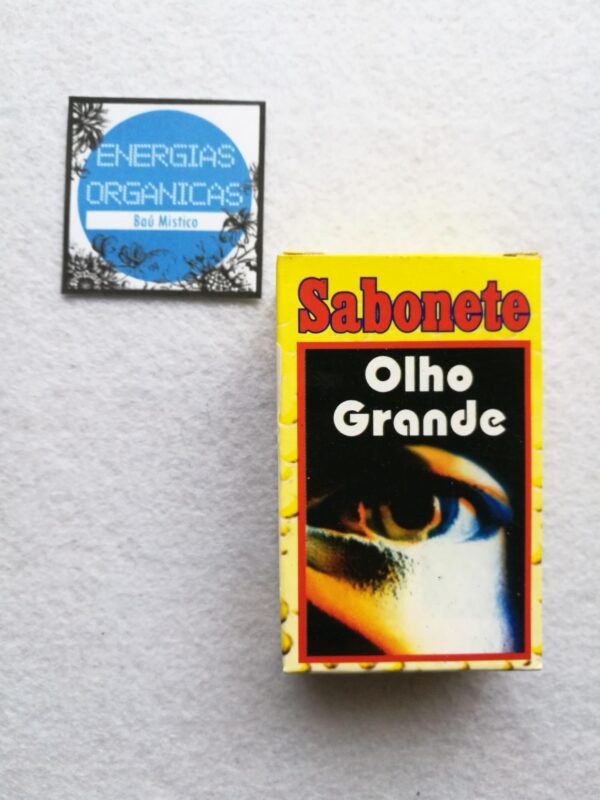 ENERGIAS
ORGANICAS
Baú Mistico
Sabonete
Olho
Grande